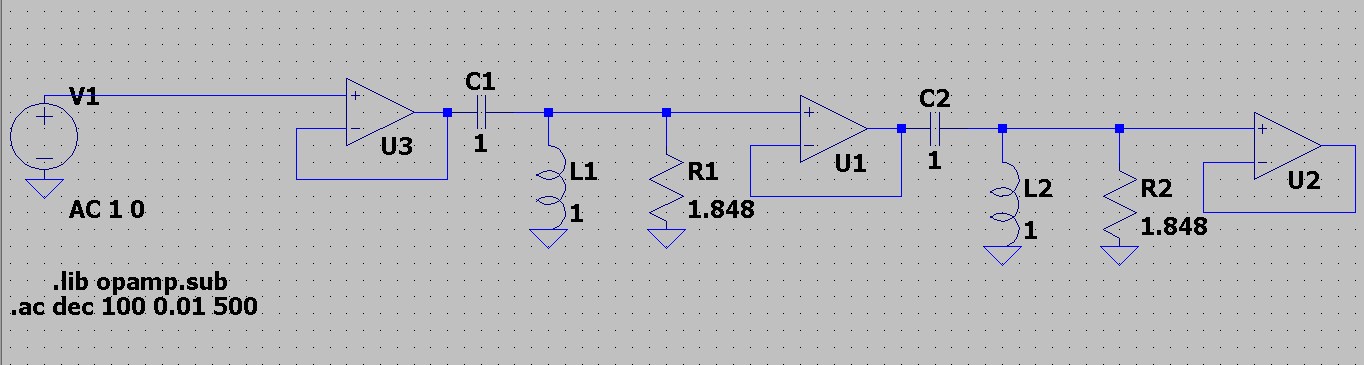 V1
AC 1 0
U3
C1
1
L1
1
R1
1.848
U1
C2
1
L2
1
R2
1.848
U2
.lib opamp.sub
.ac dec 100 0.01 500